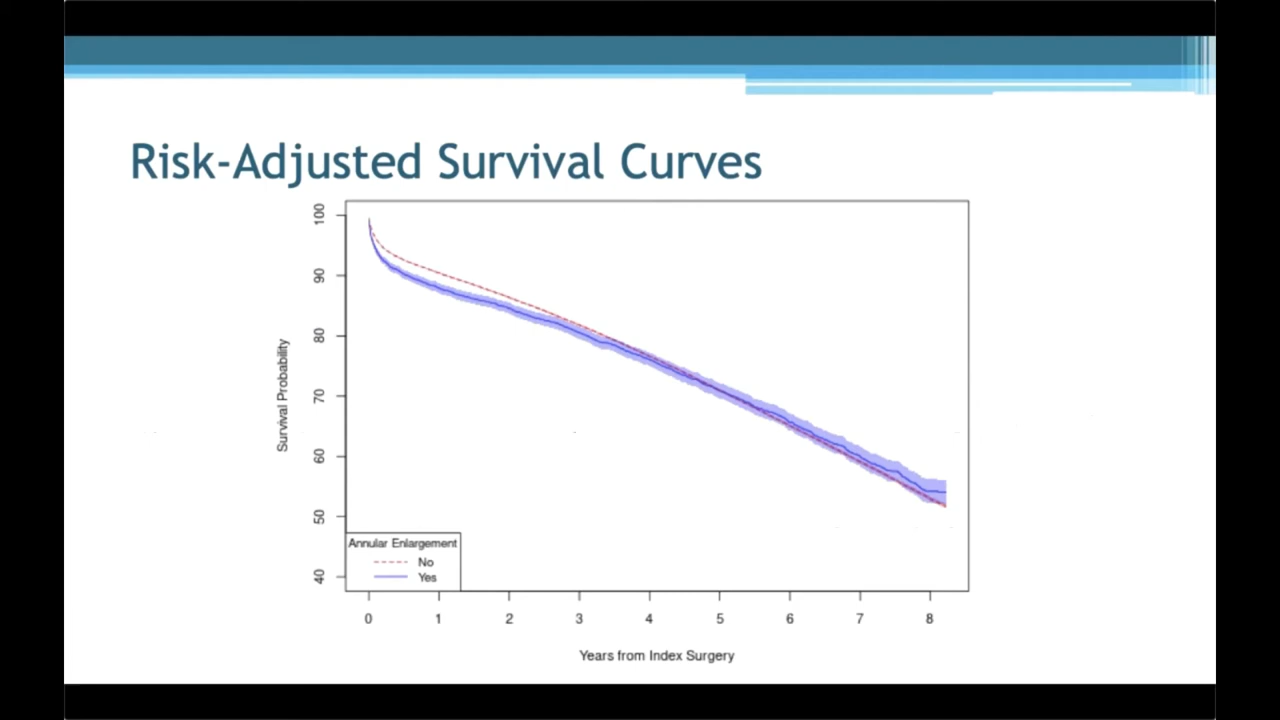 Risk-Adjusted Survival Curves
100
90
80
70
60
50
40
Survival Probability
Annular Enlargement
No
Yes
0 1 2 3 4 5 6 7 8
Years from Index Surgery